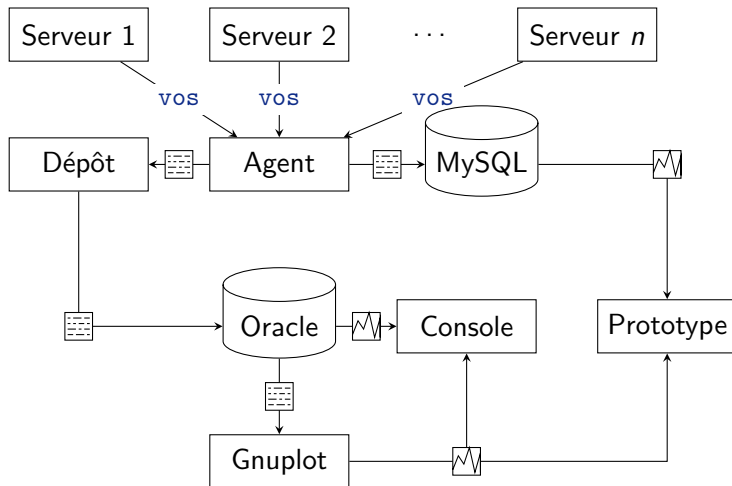 Serveur 1
Serveur 2
...
Serveur n
vos
vos
vos
Dépôt
Agent
MySQL
Oracle
Console
Prototype
Gnuplot